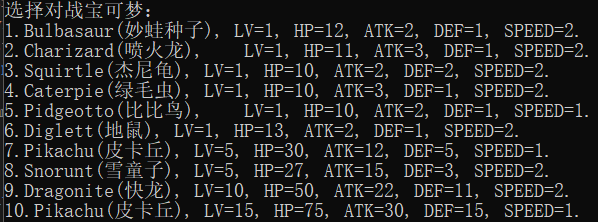 选择对战宝可梦：
1.Bulbasaur(妙蛙种子), LV=1, HP=12, ATK=2, DEF=1, SPEED=2.
2.Charizard(喷火龙),    LV=1, HP=11, ATK=3, DEF=1, SPEED=2.
3.Squirtle(杰尼龟), LV=1, HP=10, ATK=2, DEF=2, SPEED=2.
4.Caterpie(绿毛虫), LV=1, HP=10, ATK=3, DEF=1, SPEED=2.
5.Pidgeotto(比比鸟),    LV=1, HP=10, ATK=2, DEF=1, SPEED=1.
6.Diglett(地鼠), LV=1, HP=13, ATK=2, DEF=1, SPEED=2.
7.Pikachu(皮卡丘), LV=5, HP=30, ATK=12, DEF=5, SPEED=1.
8.Snorunt(雪童子), LV=5, HP=27, ATK=15, DEF=3, SPEED=2.
9.Dragonite(快龙), LV=10, HP=50, ATK=22, DEF=11, SPEED=2.
10.Pikachu(皮卡丘), LV=15, HP=75, ATK=30, DEF=15, SPEED=1.